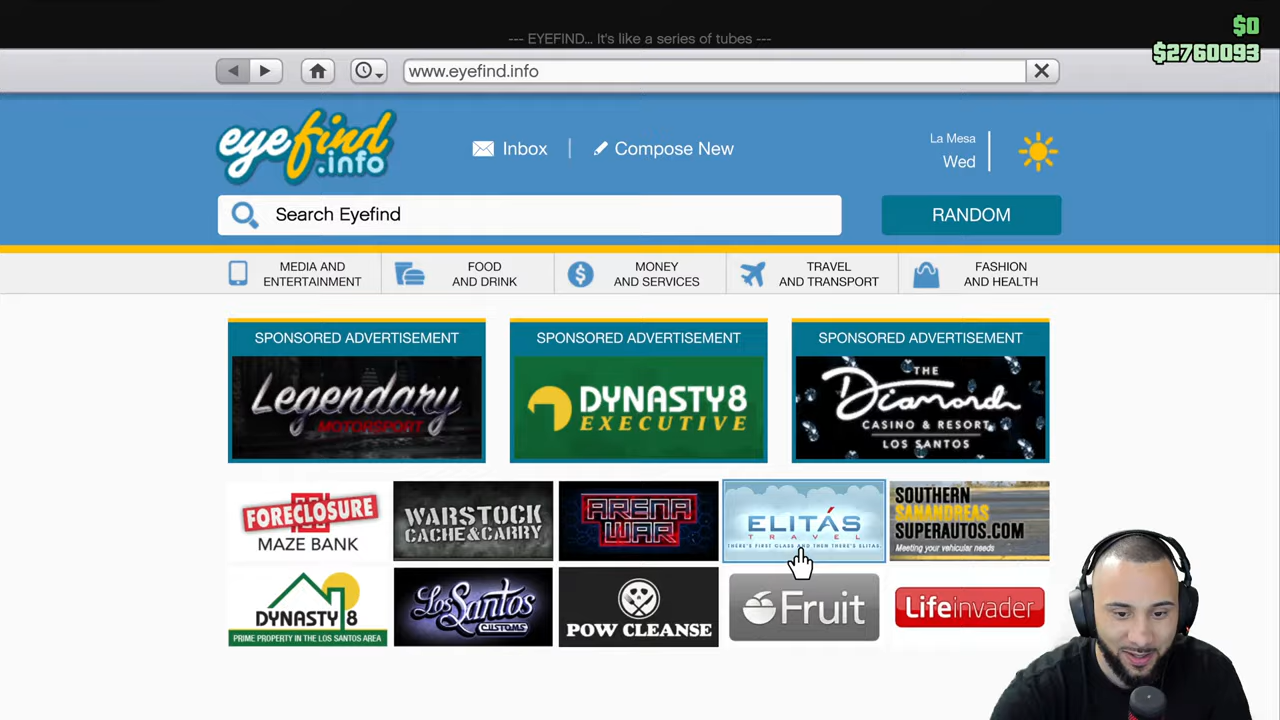 $0
$2760093
--- EYEFIND... It's like a series of tubes ---
www.eyefind.info
eyefind
.info
Inbox
Compose New
La Mesa
Wed
Search Eyefind
RANDOM
MEDIA AND
ENTERTAINMENT
FOOD
AND DRINK
MONEY
AND SERVICES
TRAVEL
AND TRANSPORT
FASHION
AND HEALTH
SPONSORED ADVERTISEMENT
Legendary
MOTORSPORT
SPONSORED ADVERTISEMENT
DYNASTY8
EXECUTIVE
SPONSORED ADVERTISEMENT
THE
Diamond
CASINO & RESORT
LOS SANTOS
FORECLOSURE
MAZE BANK
WARSTOCK
CACHE&CARRY
ARENA
WAR
ELITÁS
TRAVEL
THERE'S FIRST CLASS AND THEN THERE'S ELITAS.
SOUTHERN
SANANDREAS
SUPERAUTOS.COM
Meeting your vehicular needs
DYNASTY 8
PRIME PROPERTY IN THE LOS SANTOS AREA
Los Santos
CUSTOMS
POW CLEANSE
Fruit
Lifeinvader